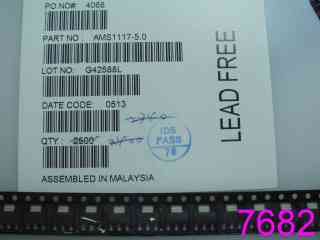 PO NO#: 4066
PART NO: AMS1117-5.0
LOT NO: G42588L
DATE CODE: 0513
QTY: 2500
IDS
PASS
76
ASSEMBLED IN MALAYSIA
LEAD FREE
7682